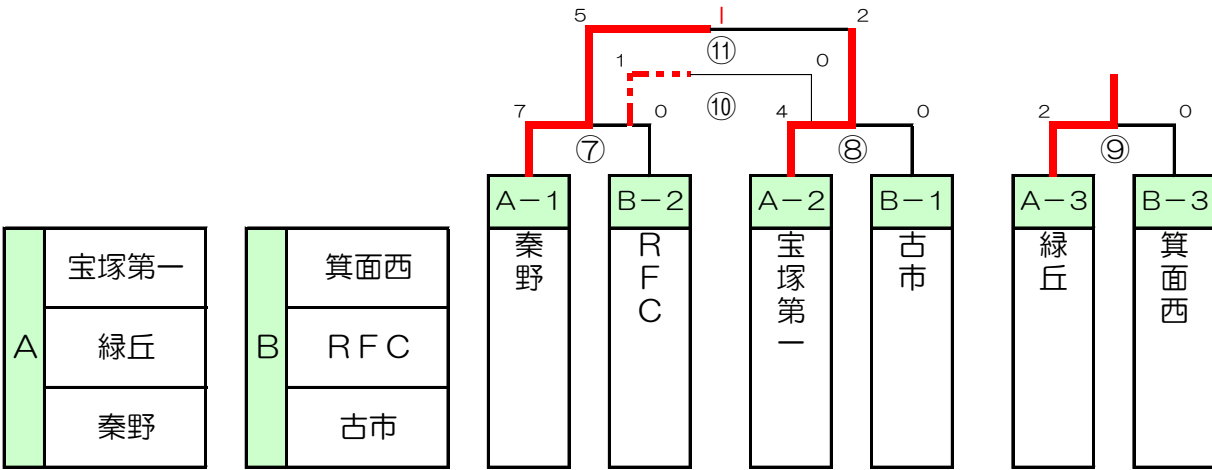 5 2
⑪
1 0
⑩
7 0 4 0 2 0
⑦ ⑧ ⑨
A-1 B-2 A-2 B-1 A-3 B-3
秦野
RFC
宝塚第一
古市
緑丘
箕面西
A
宝塚第一
緑丘
秦野
B
箕面西
RFC
古市